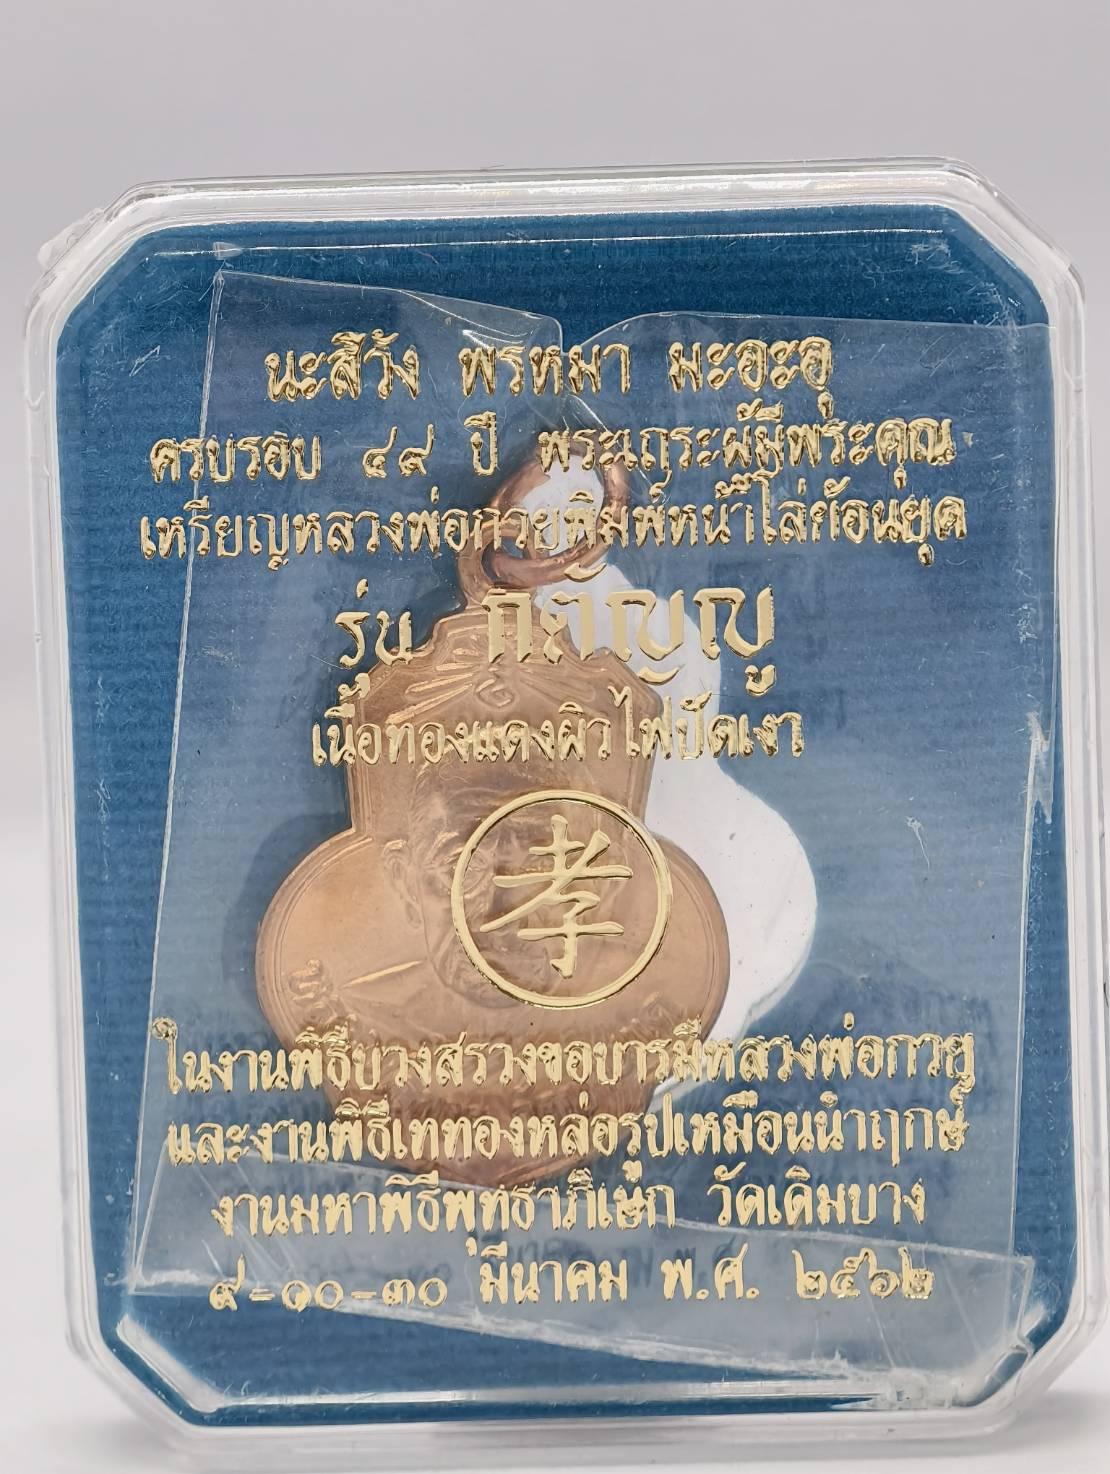 นะสีวัง พรหมา มะอะอุ
ครบรอบ ๔๙ ปี พระเถระผู้มีพระคุณ
เหรียญหลวงพ่อกวยพิมพ์หน้าไล่ย้อนยุค
รุ่น กตัญญู
เนื้อทองแดงผิวไฟปัดเงา
孝
ในงานพิธีบวงสรวงขอบารมีหลวงพ่อกวย
และงานพิธีเททองหล่อรูปเหมือนนำฤกษ์
งานมหาพิธีพุทธาภิเษก วัดเดิมบาง
๙-๑๐-๓๐ มีนาคม พ.ศ. ๒๕๖๒